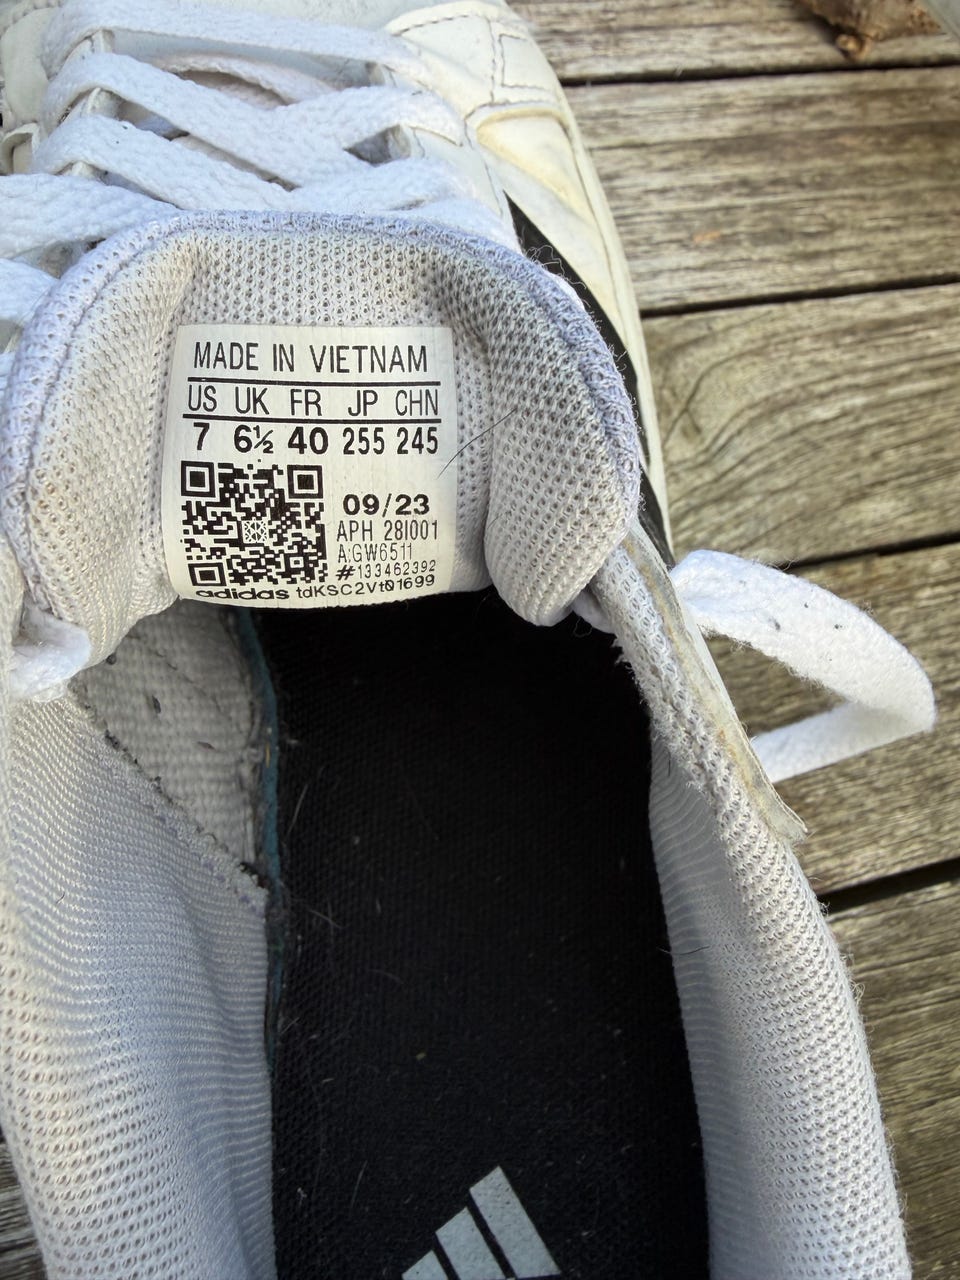 MADE IN VIETNAM
US UK FR JP CHN
7 6½ 40 255 245
09/23
APH 28I001
A:GW6511
#133462392
adidas tdKSC2Vt01699